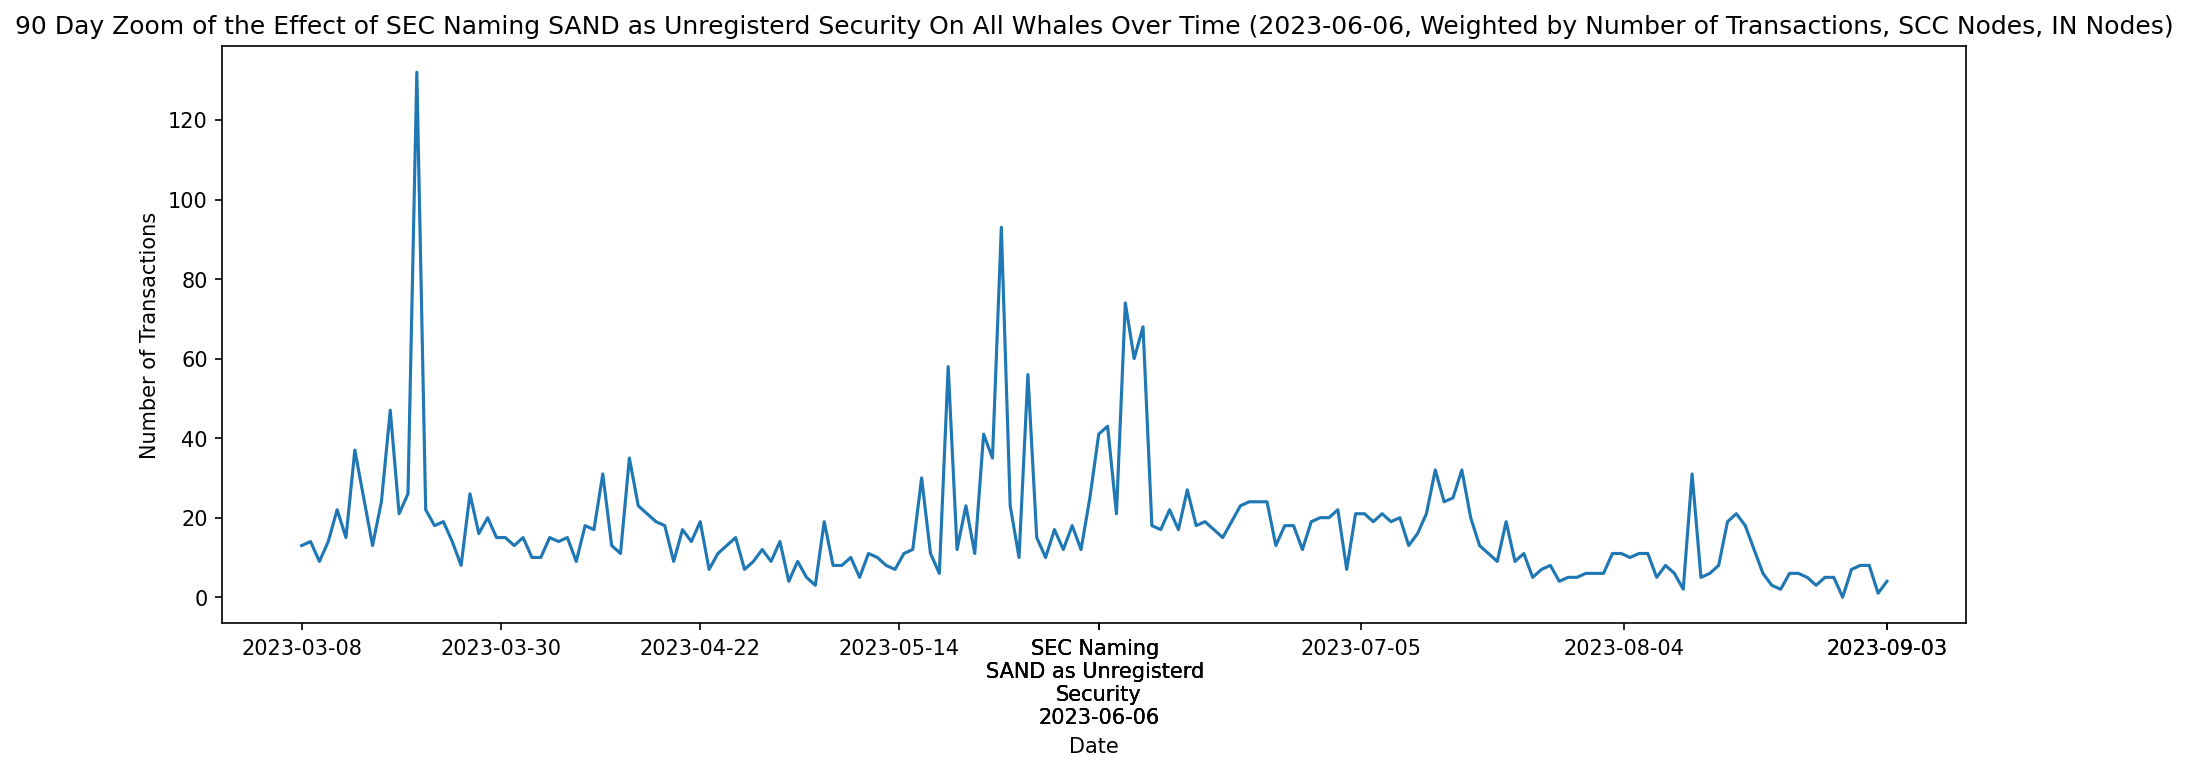 90 Day Zoom of the Effect of SEC Naming SAND as Unregisterd Security On All Whales Over Time (2023-06-06, Weighted by Number of Transactions, SCC Nodes, IN Nodes)
Number of Transactions
120
100
80
60
40
20
0
2023-03-08
2023-03-30
2023-04-22
2023-05-14
SEC Naming
SAND as Unregisterd
Security
2023-06-06
2023-07-05
2023-08-04
2023-09-03
Date